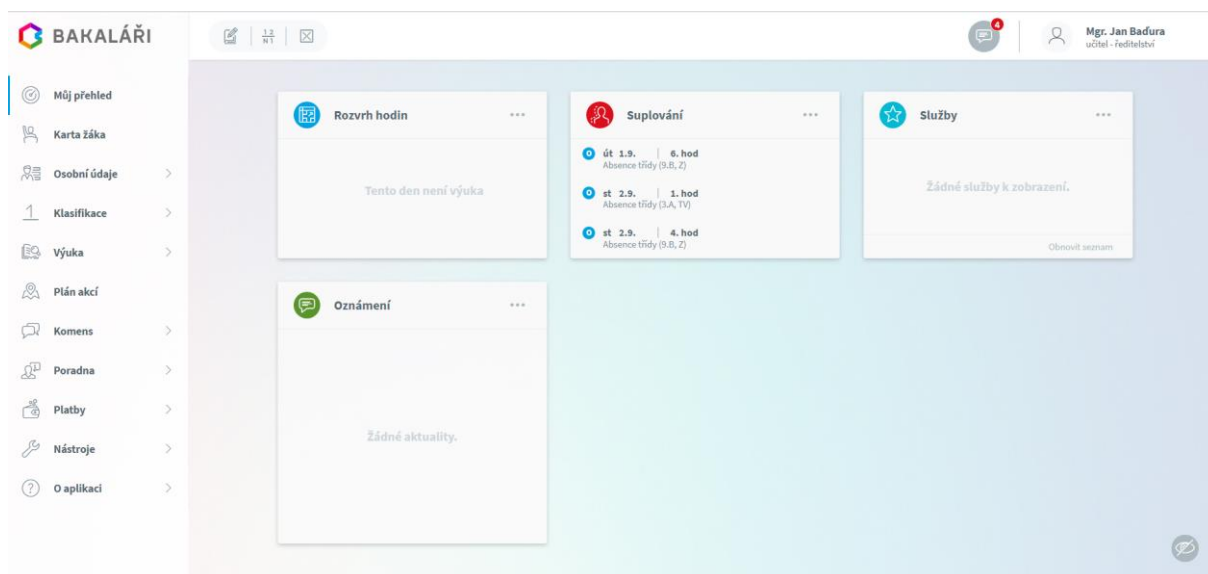 BAKALÁŘI
4
Mgr. Jan Baďura
učitel - ředitelství
Můj přehled
Karta žáka
Osobní údaje
Klasifikace
Výuka
Plán akcí
Komens
Poradna
Platby
Nástroje
O aplikaci
Rozvrh hodin
Tento den není výuka
Suplování
út 1.9. | 6. hod
Absence třídy (9.B, Z)
st 2.9. | 1. hod
Absence třídy (3.A, TV)
st 2.9. | 4. hod
Absence třídy (9.B, Z)
Služby
Žádné služby k zobrazení.
Obnovit seznam
Oznámení
Žádné aktuality.